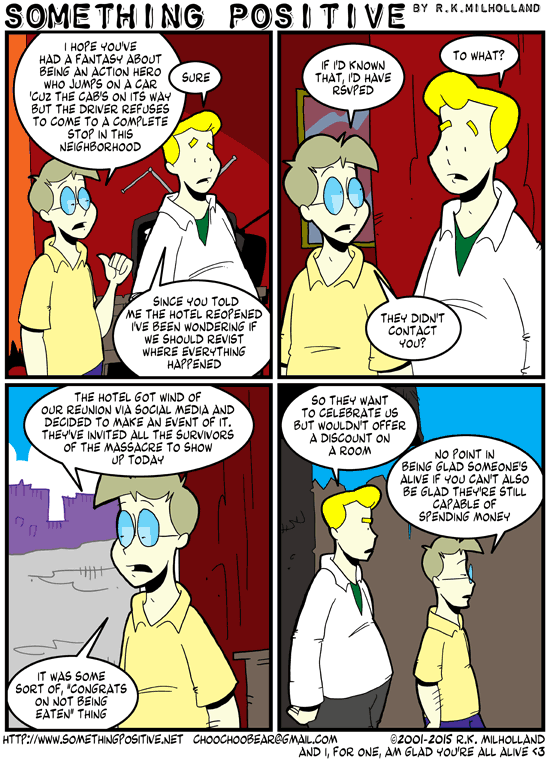 SOMETHING POSITIVE BY R.K.MILHOLLAND
I HOPE YOU'VE
HAD A FANTASY ABOUT
BEING AN ACTION HERO
WHO JUMPS ON A CAR
'CUZ THE CAB'S ON ITS WAY
BUT THE DRIVER REFUSES
TO COME TO A COMPLETE
STOP IN THIS
NEIGHBORHOOD
SURE
SINCE YOU TOLD
ME THE HOTEL REOPENED
I'VE BEEN WONDERING IF
WE SHOULD REVIST
WHERE EVERYTHING
HAPPENED
IF I'D KNOWN
THAT, I'D HAVE
RSVPED
TO WHAT?
THEY DIDN'T
CONTACT
YOU?
THE HOTEL GOT WIND OF
OUR REUNION VIA SOCIAL MEDIA AND
DECIDED TO MAKE AN EVENT OF IT.
THEY'VE INVITED ALL THE SURVIVORS
OF THE MASSACRE TO SHOW
UP TODAY
IT WAS SOME
SORT OF, "CONGRATS
ON NOT BEING
EATEN" THING
SO THEY WANT
TO CELEBRATE US
BUT WOULDN'T OFFER
A DISCOUNT ON
A ROOM
NO POINT IN
BEING GLAD SOMEONE'S
ALIVE IF YOU CAN'T ALSO
BE GLAD THEY'RE STILL
CAPABLE OF
SPENDING MONEY
HTTP://WWW.SOMETHINGPOSITIVE.NET CHOOCHOOBEAR@GMAIL.COM ©2001-2015 R.K. MILHOLLAND
AND I, FOR ONE, AM GLAD YOU'RE ALL ALIVE <3